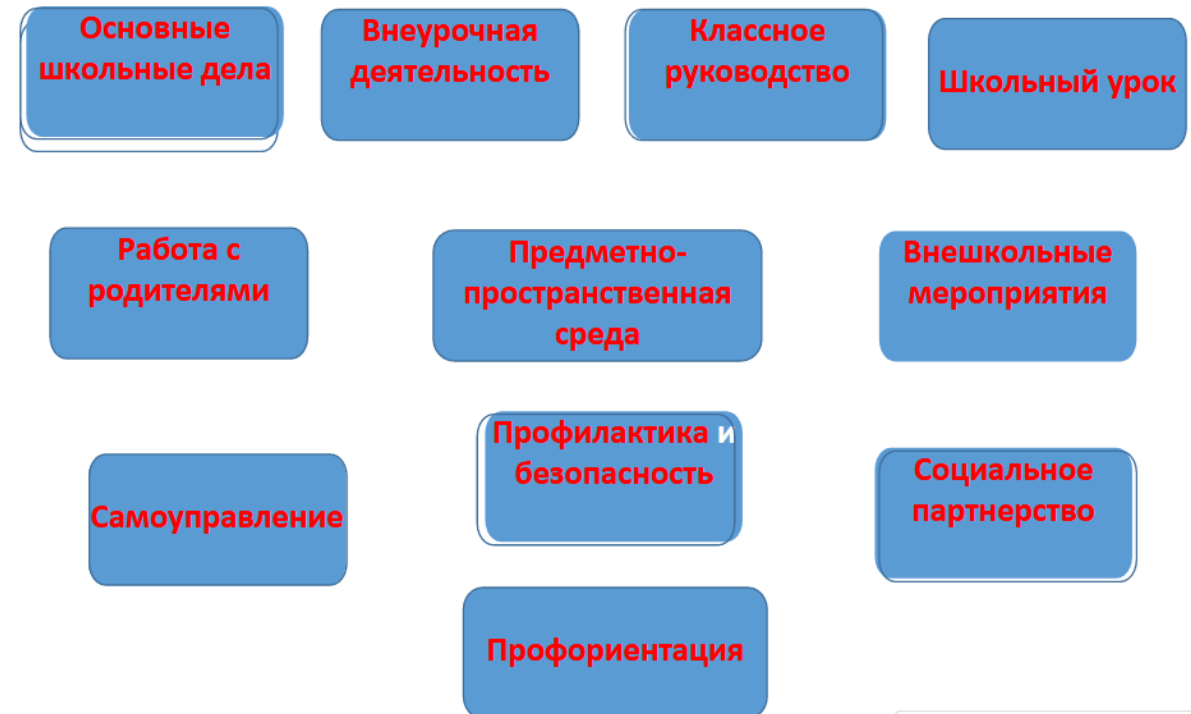 Основные
школьные дела
Внеурочная
деятельность
Классное
руководство
Школьный урок
Работа с
родителями
Предметно-
пространственная
среда
Внешкольные
мероприятия
Самоуправление
Профилактика и
безопасность
Социальное
партнерство
Профориентация